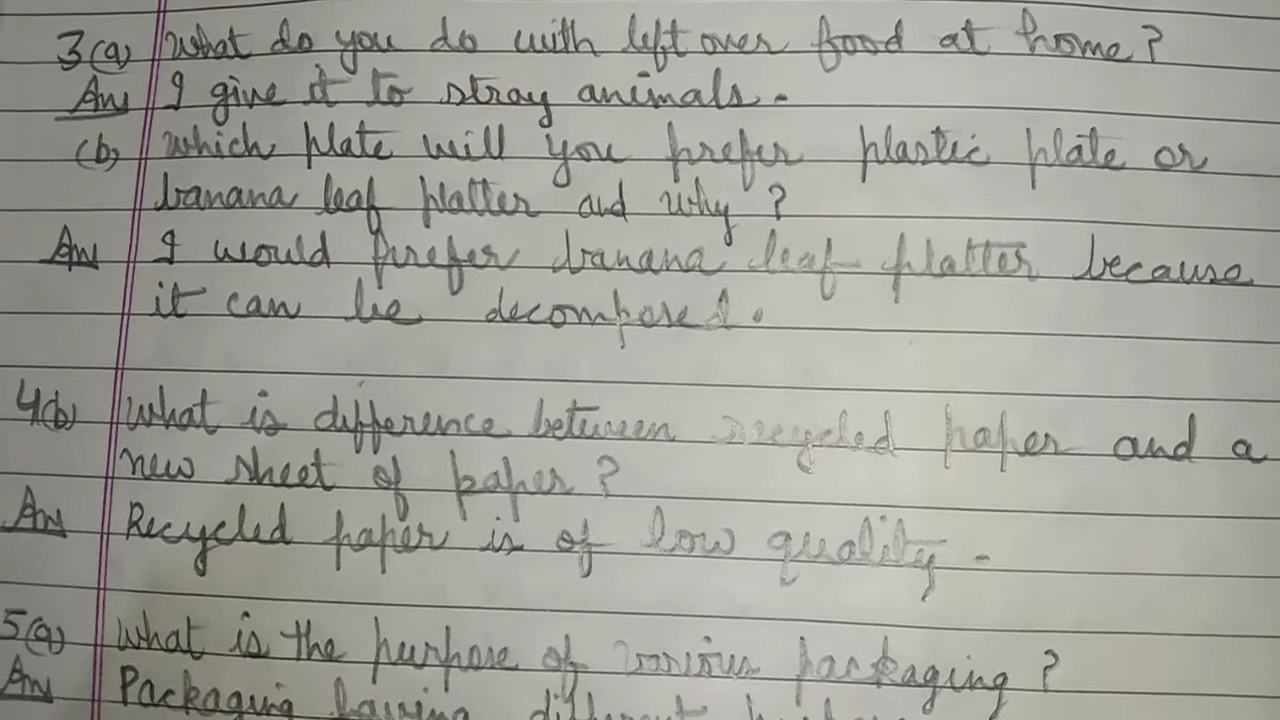 3(a) What do you do with left over food at home?
Ans I give it to stray animals.
(b) which plate will you prefer plastic plate or
banana leaf platter and why?
Ans I would prefer banana leaf platter because
it can be decomposed.
4(b) What is difference between recycled paper and a
new sheet of paper?
Ans Recycled paper is of low quality.
5(a) What is the purpose of various packaging?
Ans Packaging having different